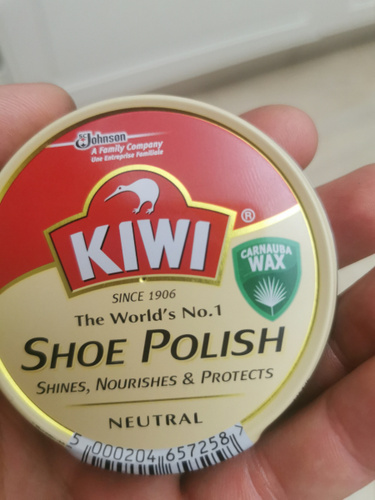 SC Johnson
A Family Company
Une Entreprise Familiale
KIWI®
CARNAUBA
WAX
SINCE 1906
The World's No.1
SHOE POLISH
SHINES, NOURISHES & PROTECTS
NEUTRAL
5 000204 657258 >